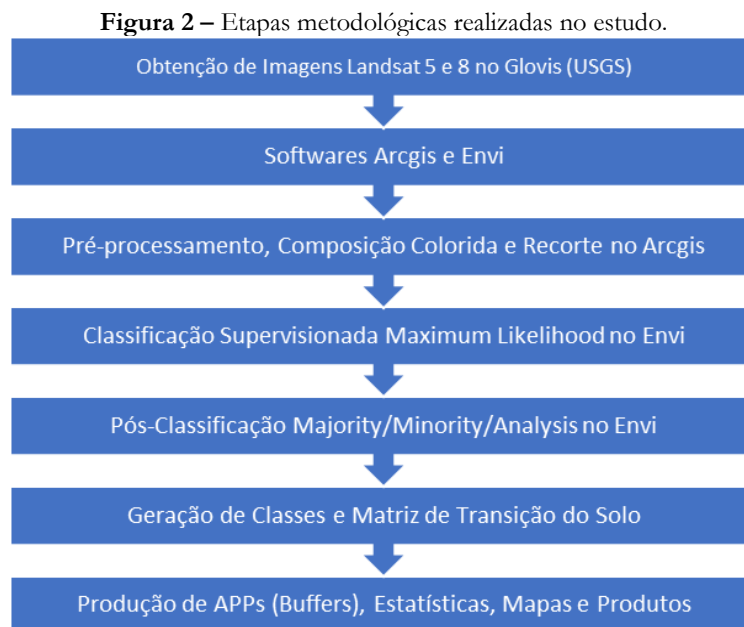 Figura 2 – Etapas metodológicas realizadas no estudo.
Obtenção de Imagens Landsat 5 e 8 no Glovis (USGS)
Softwares Arcgis e Envi
Pré-processamento, Composição Colorida e Recorte no Arcgis
Classificação Supervisionada Maximum Likelihood no Envi
Pós-Classificação Majority/Minority/Analysis no Envi
Geração de Classes e Matriz de Transição do Solo
Produção de APPs (Buffers), Estatísticas, Mapas e Produtos